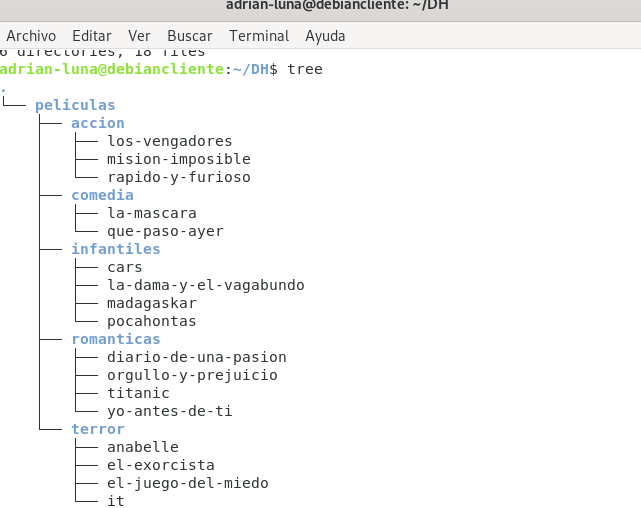 adrian-luna@debiancliente: ~/DH
Archivo Editar Ver Buscar Terminal Ayuda
6 directories, 18 files
adrian-luna@debiancliente:~/DH$ tree
.
└── peliculas
    ├── accion
    │   ├── los-vengadores
    │   ├── mision-imposible
    │   └── rapido-y-furioso
    ├── comedia
    │   ├── la-mascara
    │   └── que-paso-ayer
    ├── infantiles
    │   ├── cars
    │   ├── la-dama-y-el-vagabundo
    │   ├── madagaskar
    │   └── pocahontas
    ├── romanticas
    │   ├── diario-de-una-pasion
    │   ├── orgullo-y-prejuicio
    │   ├── titanic
    │   └── yo-antes-de-ti
    └── terror
        ├── anabelle
        ├── el-exorcista
        ├── el-juego-del-miedo
        └── it